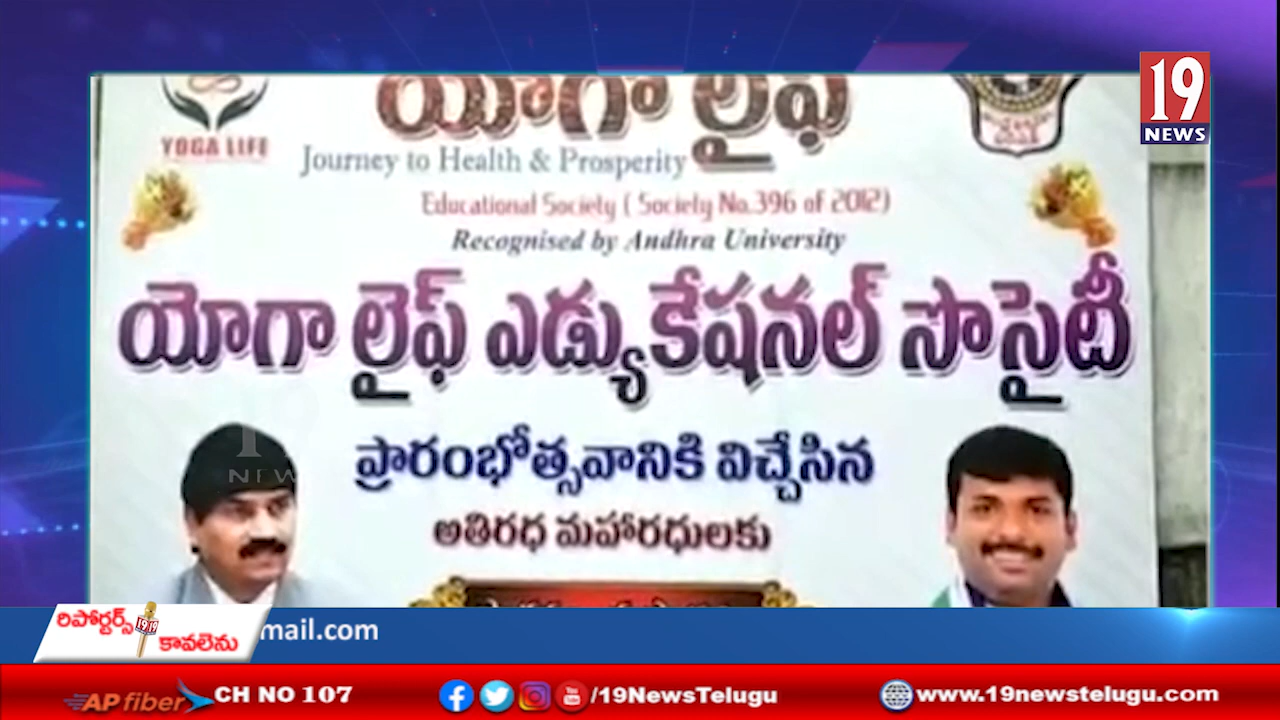 19
NEWS
యోగా లైఫ్
YOGA LIFE
Journey to Health & Prosperity
Educational Society ( Society No.396 of 2012)
Recognised by Andhra University
యోగా లైఫ్ ఎడ్యుకేషనల్ సొసైటీ
ప్రారంభోత్సవానికి విచ్చేసిన
అతిరధ మహారధులకు
రిపోర్టర్స్
కావలెను
mail.com
AP fiber CH NO 107 /19NewsTelugu www.19newstelugu.com